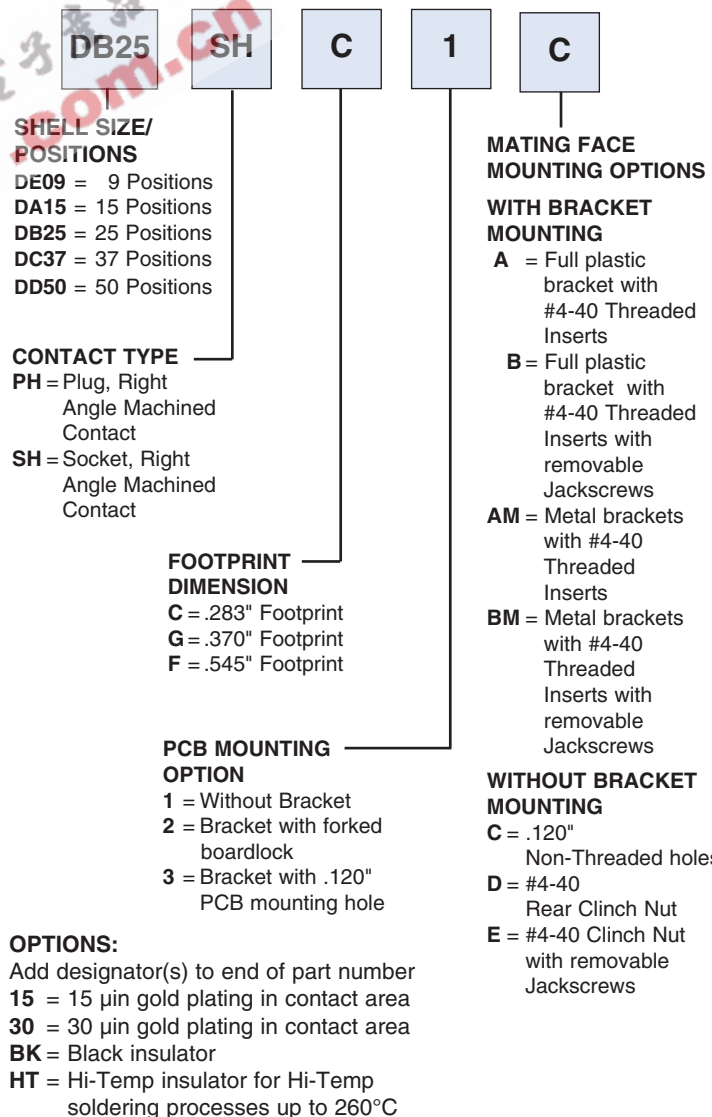 DB25
SH
C
1
C
SHELL SIZE/
POSITIONS
DE09 = 9 Positions
DA15 = 15 Positions
DB25 = 25 Positions
DC37 = 37 Positions
DD50 = 50 Positions
CONTACT TYPE
PH = Plug, Right
Angle Machined
Contact
SH = Socket, Right
Angle Machined
Contact
FOOTPRINT
DIMENSION
C = .283" Footprint
G = .370" Footprint
F = .545" Footprint
PCB MOUNTING
OPTION
1 = Without Bracket
2 = Bracket with forked
boardlock
3 = Bracket with .120"
PCB mounting hole
MATING FACE
MOUNTING OPTIONS
WITH BRACKET
MOUNTING
A = Full plastic
bracket with
#4-40 Threaded
Inserts
B = Full plastic
bracket with
#4-40 Threaded
Inserts with
removable
Jackscrews
AM = Metal brackets
with #4-40
Threaded
Inserts
BM = Metal brackets
with #4-40
Threaded
Inserts with
removable
Jackscrews
WITHOUT BRACKET
MOUNTING
C = .120"
Non-Threaded holes
D = #4-40
Rear Clinch Nut
E = #4-40 Clinch Nut
with removable
Jackscrews
OPTIONS:
Add designator(s) to end of part number
15 = 15 µin gold plating in contact area
30 = 30 µin gold plating in contact area
BK = Black insulator
HT = Hi-Temp insulator for Hi-Temp
soldering processes up to 260°C
.com.cn